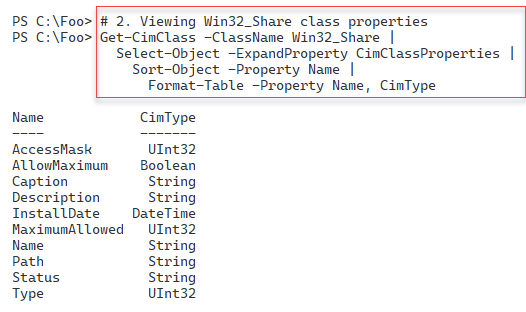 PS C:\Foo> # 2. Viewing Win32_Share class properties
PS C:\Foo> Get-CimClass -ClassName Win32_Share |
Select-Object -ExpandProperty CimClassProperties |
Sort-Object -Property Name |
Format-Table -Property Name, CimType
Name CimType
---- -------
AccessMask UInt32
AllowMaximum Boolean
Caption String
Description String
InstallDate DateTime
MaximumAllowed UInt32
Name String
Path String
Status String
Type UInt32